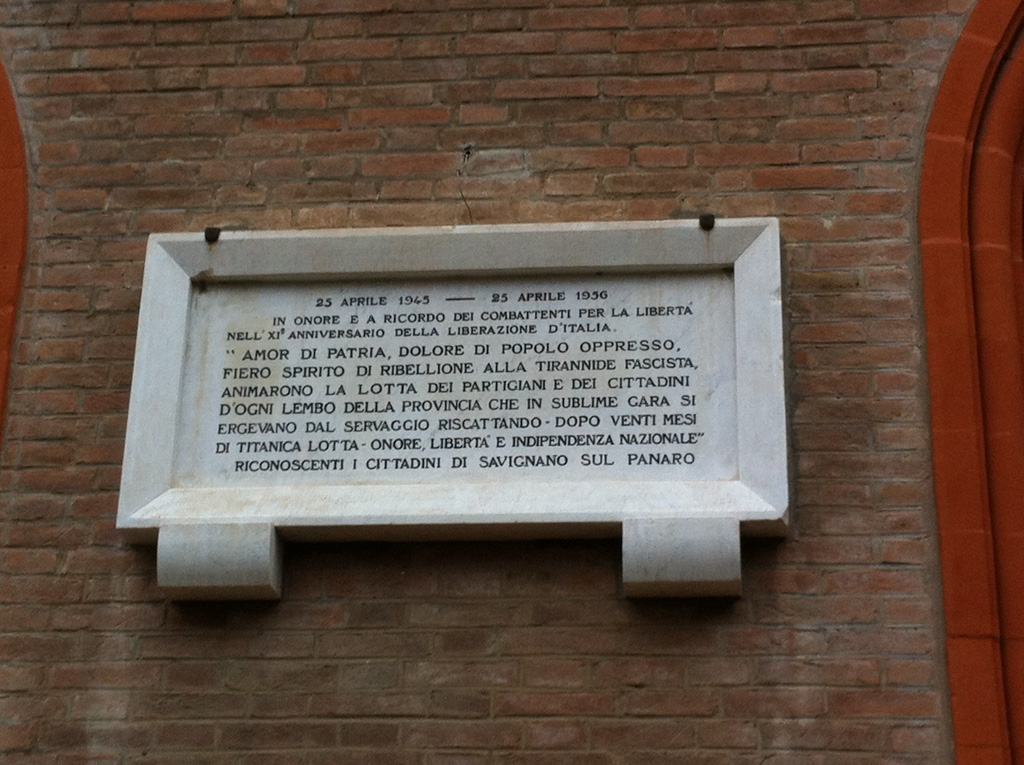 25 APRILE 1945 — 25 APRILE 1956
IN ONORE E A RICORDO DEI COMBATTENTI PER LA LIBERTA'
NELL'XIº ANNIVERSARIO DELLA LIBERAZIONE D'ITALIA.
"AMOR DI PATRIA, DOLORE DI POPOLO OPPRESSO,
FIERO SPIRITO DI RIBELLIONE ALLA TIRANNIDE FASCISTA,
ANIMARONO LA LOTTA DEI PARTIGIANI E DEI CITTADINI
D'OGNI LEMBO DELLA PROVINCIA CHE IN SUBLIME GARA SI
ERGEVANO DAL SERVAGGIO RISCATTANDO - DOPO VENTI MESI
DI TITANICA LOTTA - ONORE, LIBERTA' E INDIPENDENZA NAZIONALE"
RICONOSCENTI I CITTADINI DI SAVIGNANO SUL PANARO